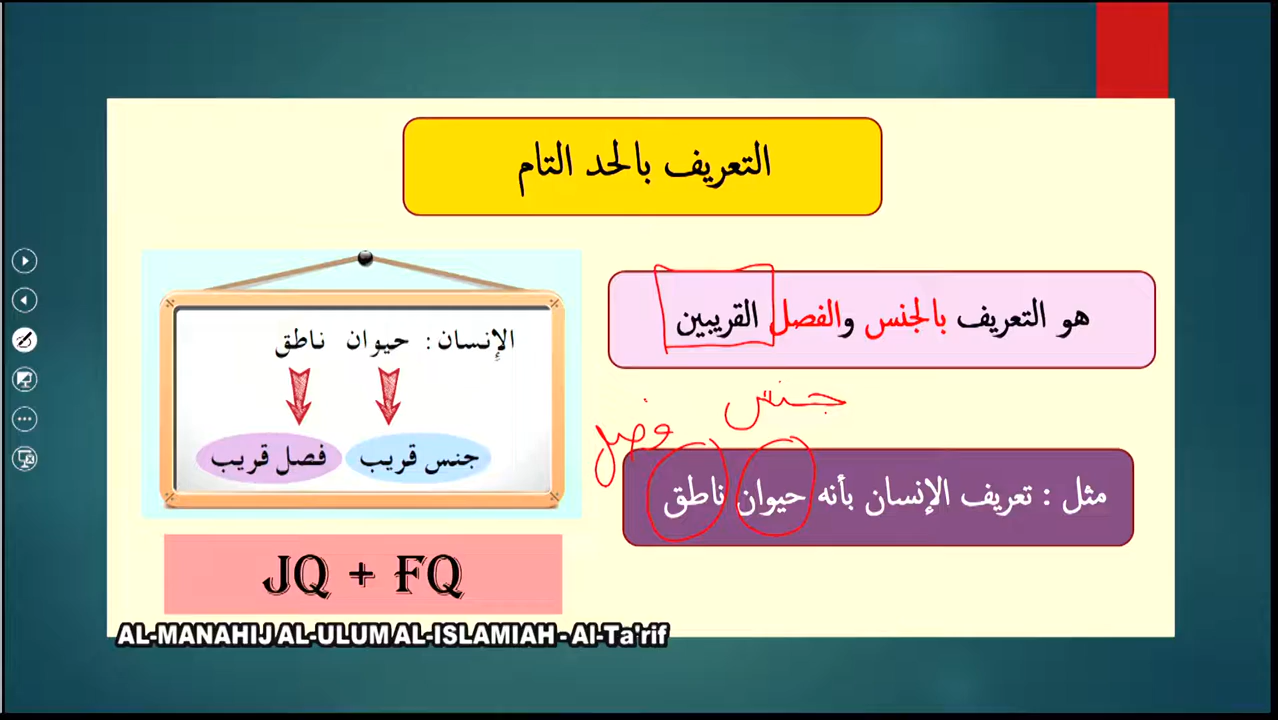 التعريف بالحد التام
هو التعريف بالجنس والفصل القريبين
جنس
فصل
مثل : تعريف الإنسان بأنه حيوان ناطق
الإنسان : حيوان ناطق
جنس قريب
فصل قريب
JQ + FQ
AL-MANAHIJ AL-ULUM AL-ISLAMIAH - Al-Ta'rif